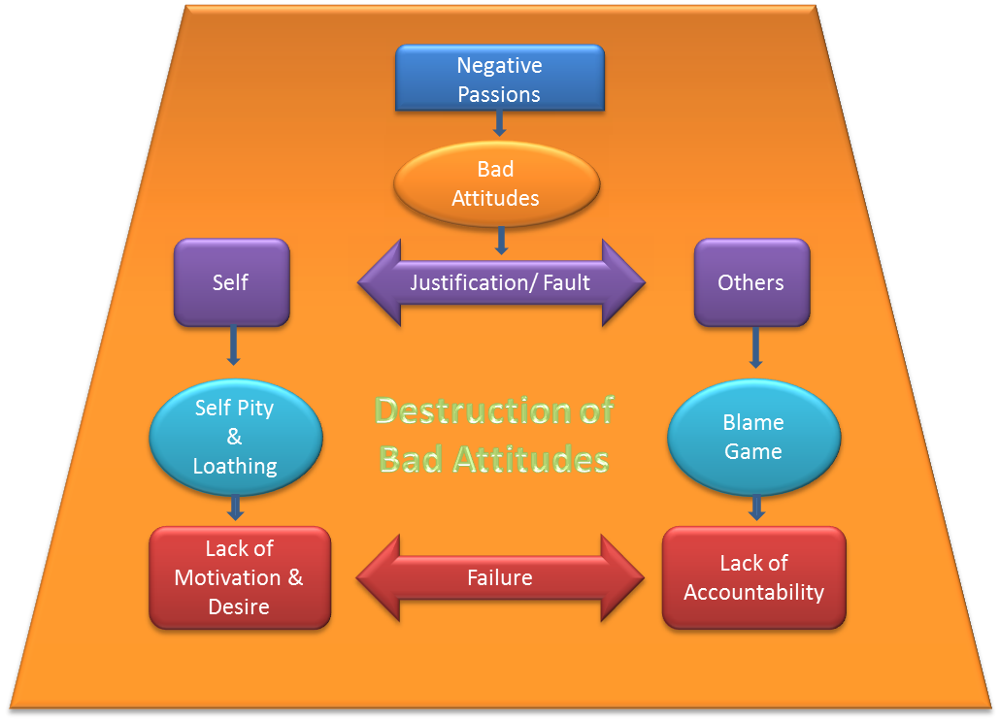 Negative
Passions
Bad
Attitudes
Self
Justification/ Fault
Others
Self Pity
&
Loathing
Destruction of
Bad Attitudes
Blame
Game
Lack of
Motivation &
Desire
Failure
Lack of
Accountability